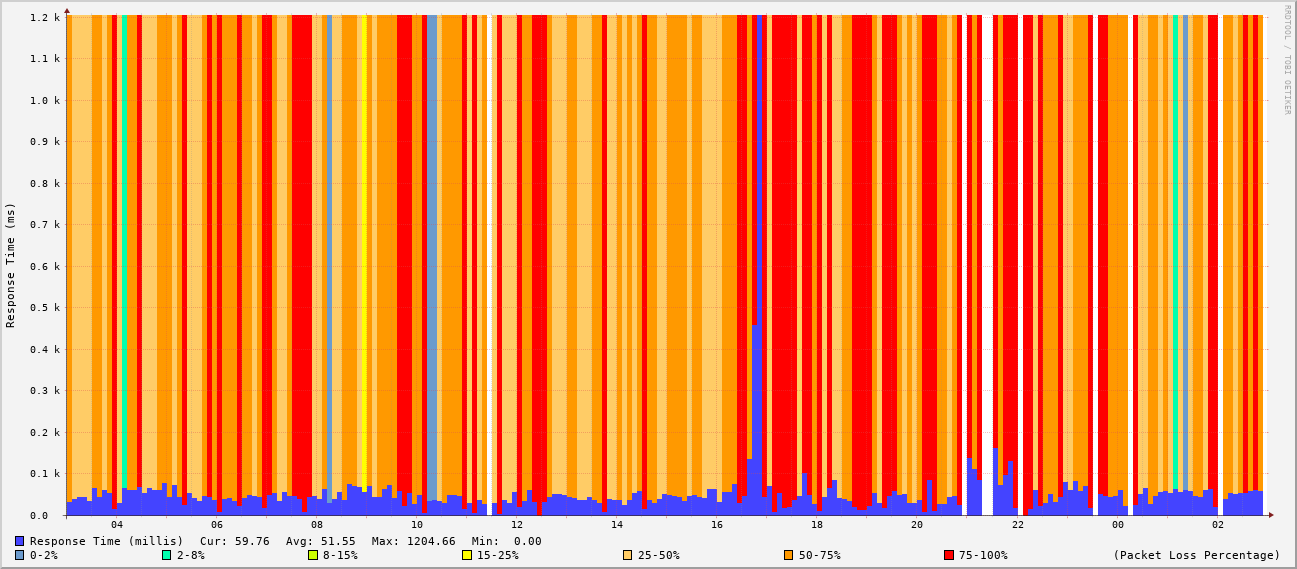 RRDTOOL / TOBI OETIKER
Response Time (ms)
1.2 k
1.1 k
1.0 k
0.9 k
0.8 k
0.7 k
0.6 k
0.5 k
0.4 k
0.3 k
0.2 k
0.1 k
0.0
04 06 08 10 12 14 16 18 20 22 00 02
Response Time (millis) Cur: 59.76 Avg: 51.55 Max: 1204.66 Min: 0.00
0-2% 2-8% 8-15% 15-25% 25-50% 50-75% 75-100% (Packet Loss Percentage)